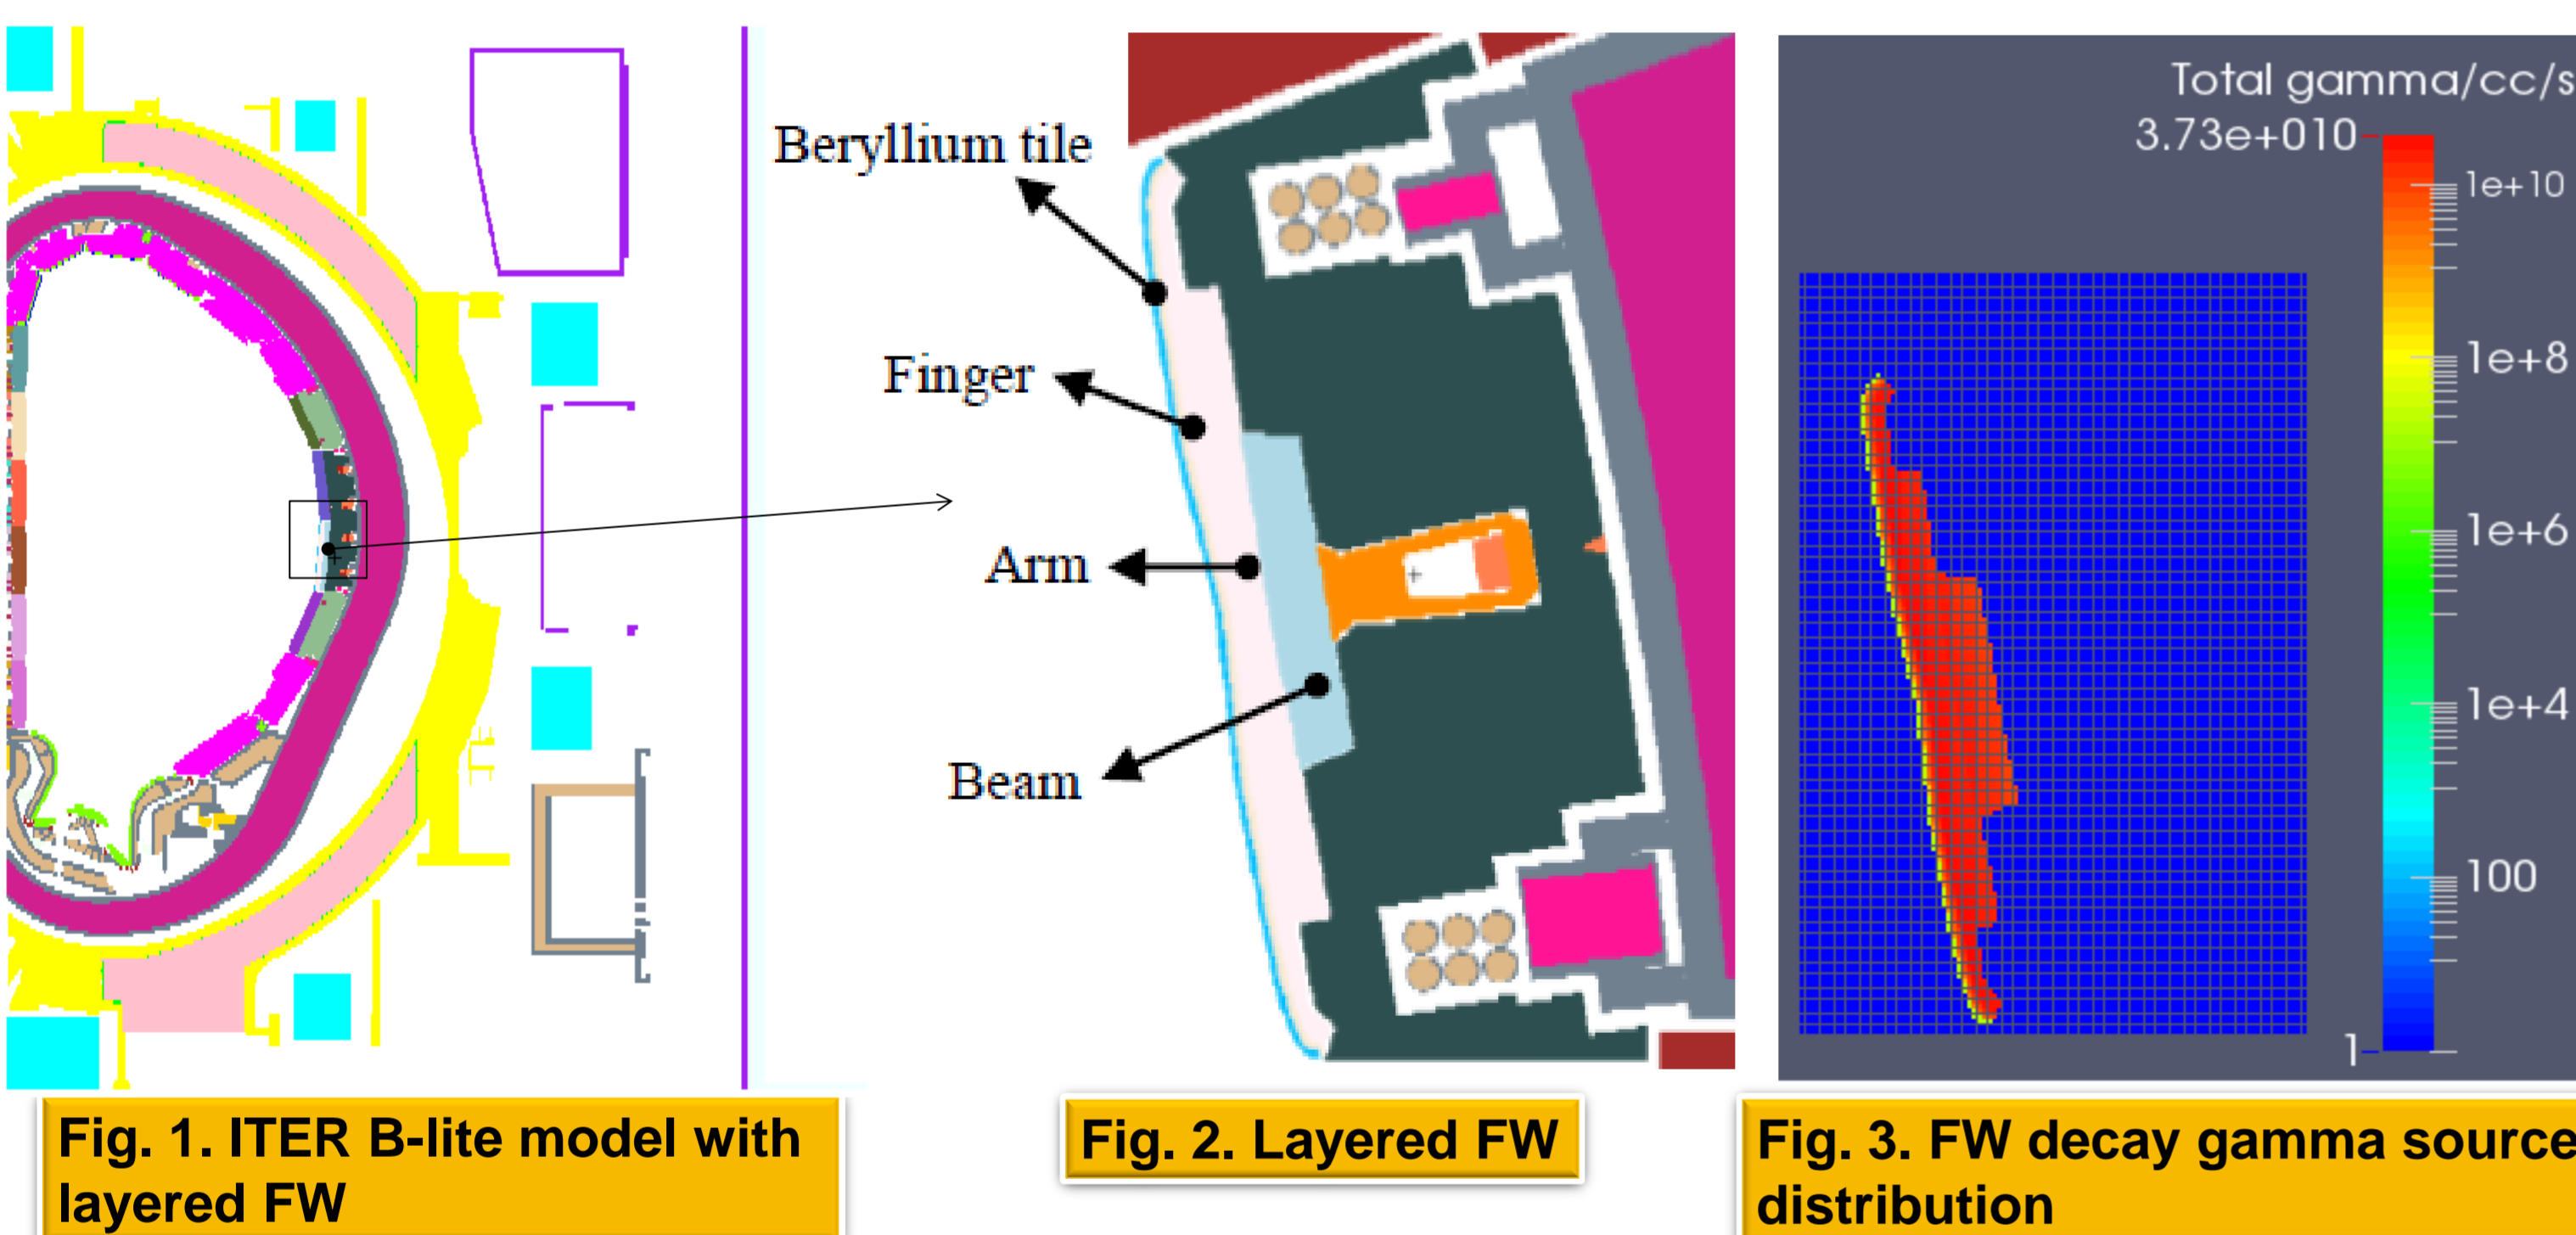 Beryllium tile
Finger
Arm
Beam
Total gamma/cc/s
3.73e+010
1e+10
1e+8
1e+6
1e+4
100
1
Fig. 1. ITER B-lite model with
layered FW
Fig. 2. Layered FW
Fig. 3. FW decay gamma source
distribution